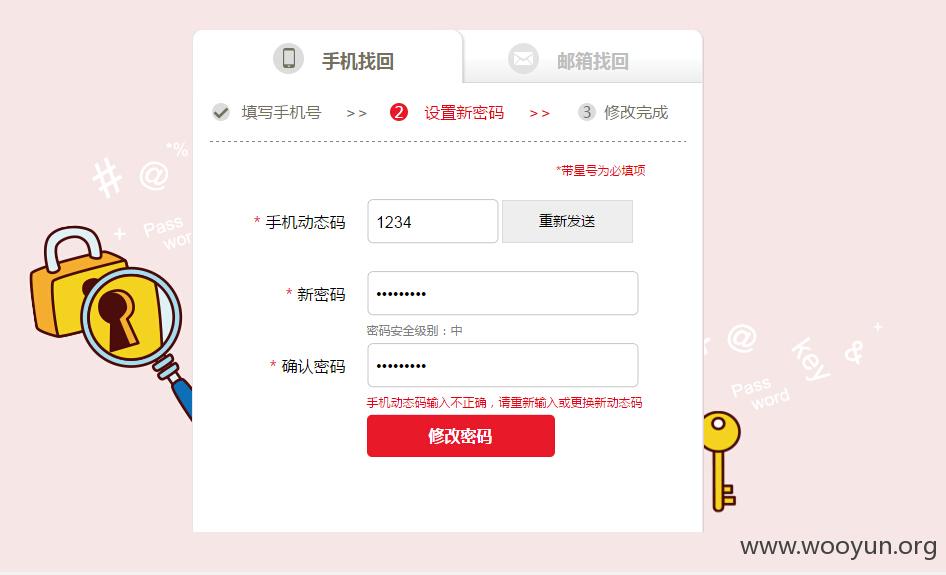 手机找回 邮箱找回
填写手机号 >> 2 设置新密码 >> 3 修改完成
*带星号为必填项
*%
# @
+ Pass
word
* 手机动态码 1234 重新发送
* 新密码 •••••••••
密码安全级别：中
* 确认密码 •••••••••
手机动态码输入不正确，请重新输入或更换新动态码
修改密码
@ key & +
Pass
word
www.wooyun.org